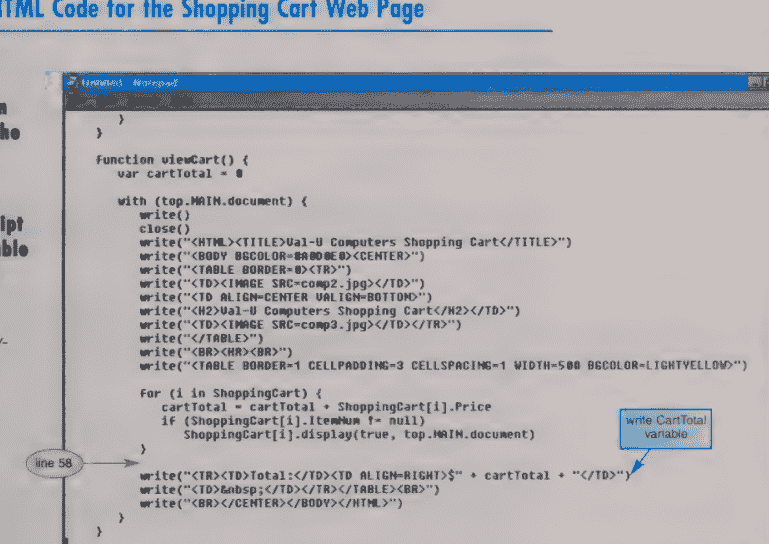 HTML Code for the Shopping Cart Web Page
Untitled - Notepad
}
}
function viewCart() {
var cartTotal = 0
with (top.MAIN.document) {
write()
close()
write("<HTML><TITLE>Val-U Computers Shopping Cart</TITLE>")
write("<BODY BGCOLOR=#A0D0E0><CENTER>")
write("<TABLE BORDER=0><TR>")
write("<TD><IMAGE SRC=comp2.jpg></TD>")
write("<TD ALIGN=CENTER VALIGN=BOTTOM>")
write("<H2>Val-U Computers Shopping Cart</H2></TD>")
write("<TD><IMAGE SRC=comp3.jpg></TD></TR>")
write("</TABLE>")
write("<BR><HR><BR>")
write("<TABLE BORDER=1 CELLPADDING=3 CELLSPACING=1 WIDTH=500 BGCOLOR=LIGHTYELLOW>")
for (i in ShoppingCart) {
cartTotal = cartTotal + ShoppingCart[i].Price
if (ShoppingCart[i].ItemNum != null)
ShoppingCart[i].display(true, top.MAIN.document)
}
write CartTotal
variable
line 58
write("<TR><TD>Total:</TD><TD ALIGN=RIGHT>$" + cartTotal + "</TD>")
write("<TD>&nbsp;</TD></TR></TABLE><BR>")
write("<BR></CENTER></BODY></HTML>")
}
}